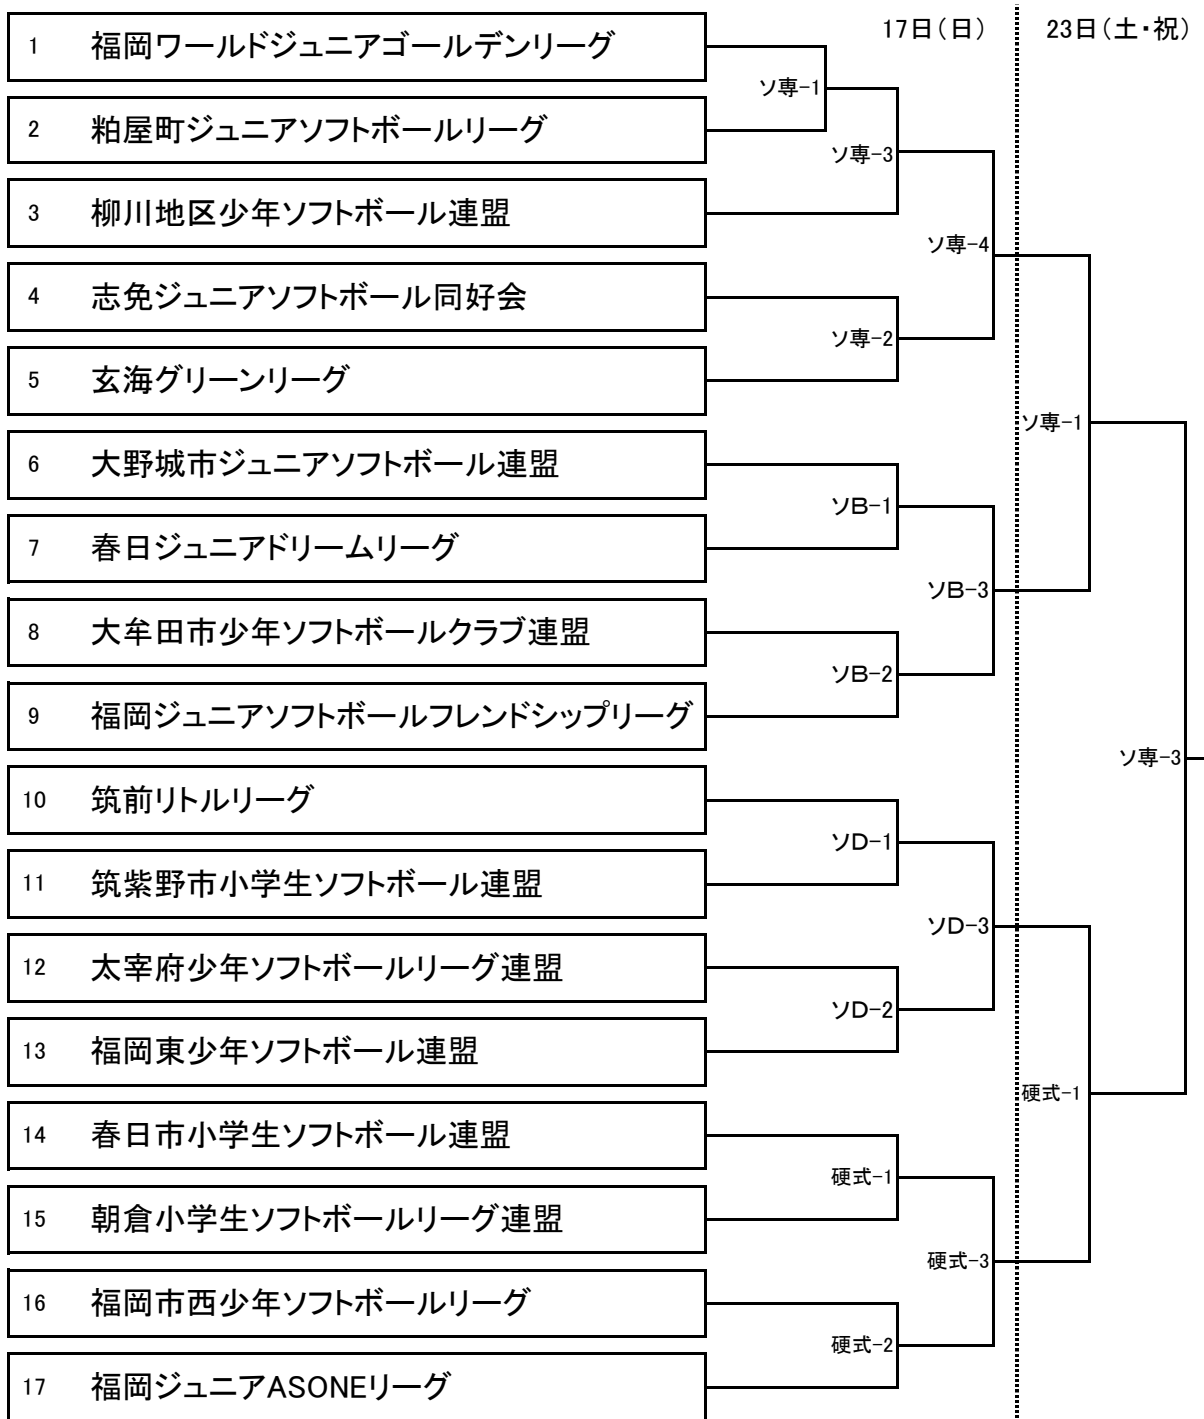 17日(日)
23日(土・祝)
1 福岡ワールドジュニアゴールデンリーグ
2 粕屋町ジュニアソフトボールリーグ
3 柳川地区少年ソフトボール連盟
4 志免ジュニアソフトボール同好会
5 玄海グリーンリーグ
6 大野城市ジュニアソフトボール連盟
7 春日ジュニアドリームリーグ
8 大牟田市少年ソフトボールクラブ連盟
9 福岡ジュニアソフトボールフレンドシップリーグ
10 筑前リトルリーグ
11 筑紫野市小学生ソフトボール連盟
12 太宰府少年ソフトボールリーグ連盟
13 福岡東少年ソフトボール連盟
14 春日市小学生ソフトボール連盟
15 朝倉小学生ソフトボールリーグ連盟
16 福岡市西少年ソフトボールリーグ
17 福岡ジュニアASONEリーグ
ソ専-1
ソ専-3
ソ専-4
ソ専-2
ソB-1
ソB-3
ソB-2
ソD-1
ソD-3
ソD-2
硬式-1
硬式-3
硬式-2
ソ専-1
硬式-1
ソ専-3